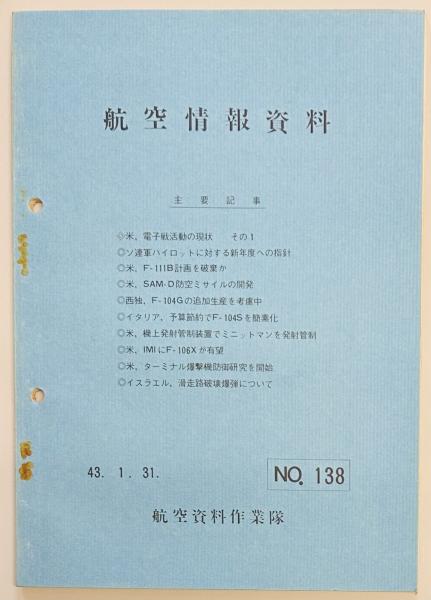 航空情報資料
主要記事
◇米、電子戦活動の現状 その1
◎ソ連軍パイロットに対する新年度への指針
◎米、F-111B計画を破棄か
◎米、SAM-D防空ミサイルの開発
◎西独、F-104Gの追加生産を考慮中
◎イタリア、予算節約でF-104Sを簡素化
◎米、機上発射管制装置でミニットマンを発射管制
◎米、IMIにF-106Xが有望
◎米、ターミナル爆撃機防御研究を開始
◎イスラエル、滑走路破壊爆弾について
43. 1. 31.
NO. 138
航空資料作業隊